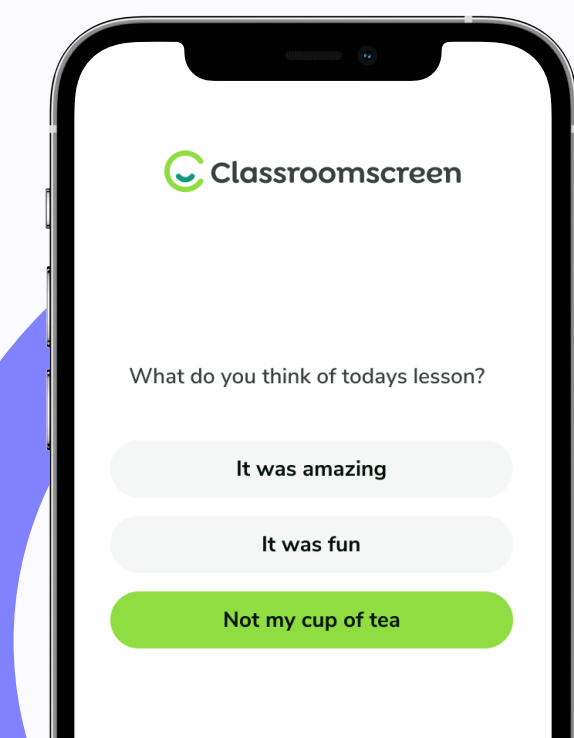 Classroomscreen
What do you think of todays lesson?
It was amazing
It was fun
Not my cup of tea